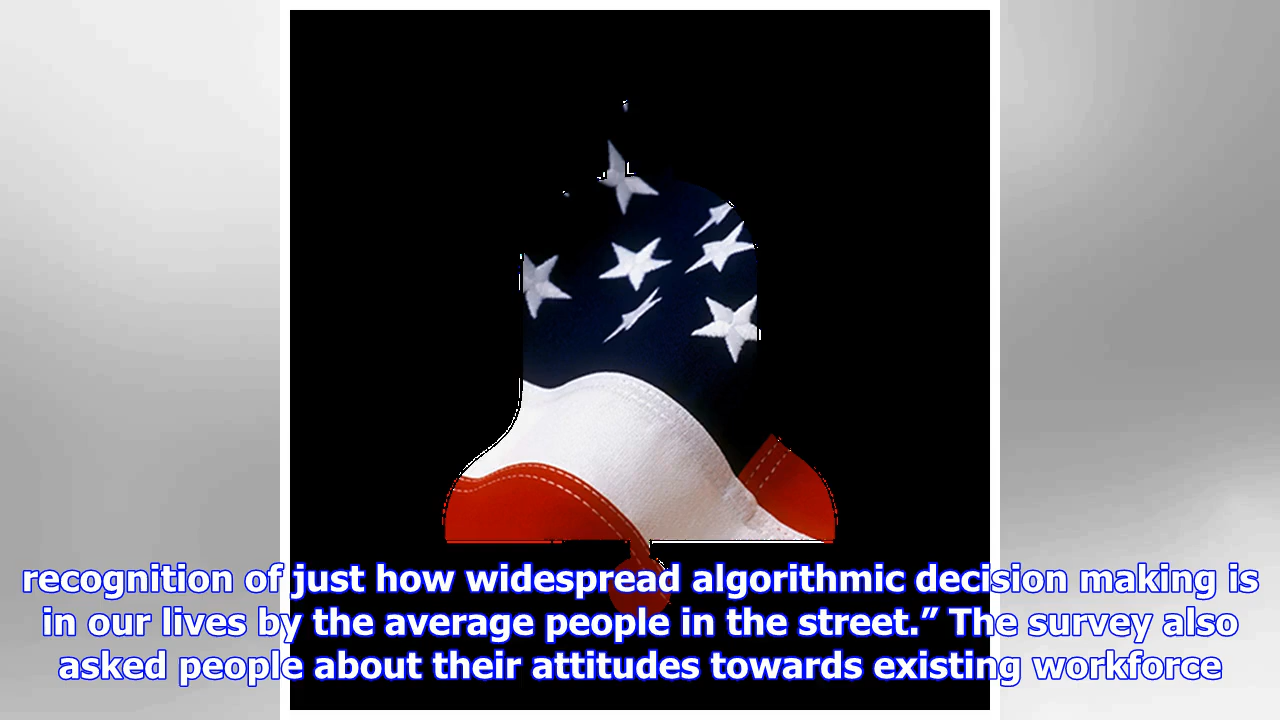 recognition of just how widespread algorithmic decision making is
in our lives by the average people in the street.” The survey also
asked people about their attitudes towards existing workforce